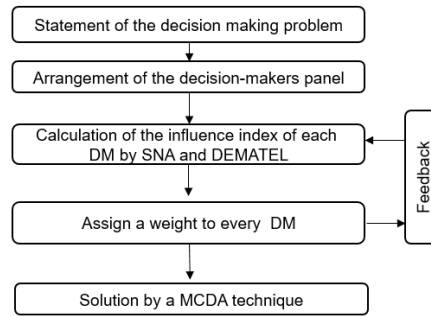 Statement of the decision making problem
Arrangement of the decision-makers panel
Calculation of the influence index of each
DM by SNA and DEMATEL
Feedback
Assign a weight to every DM
Solution by a MCDA technique